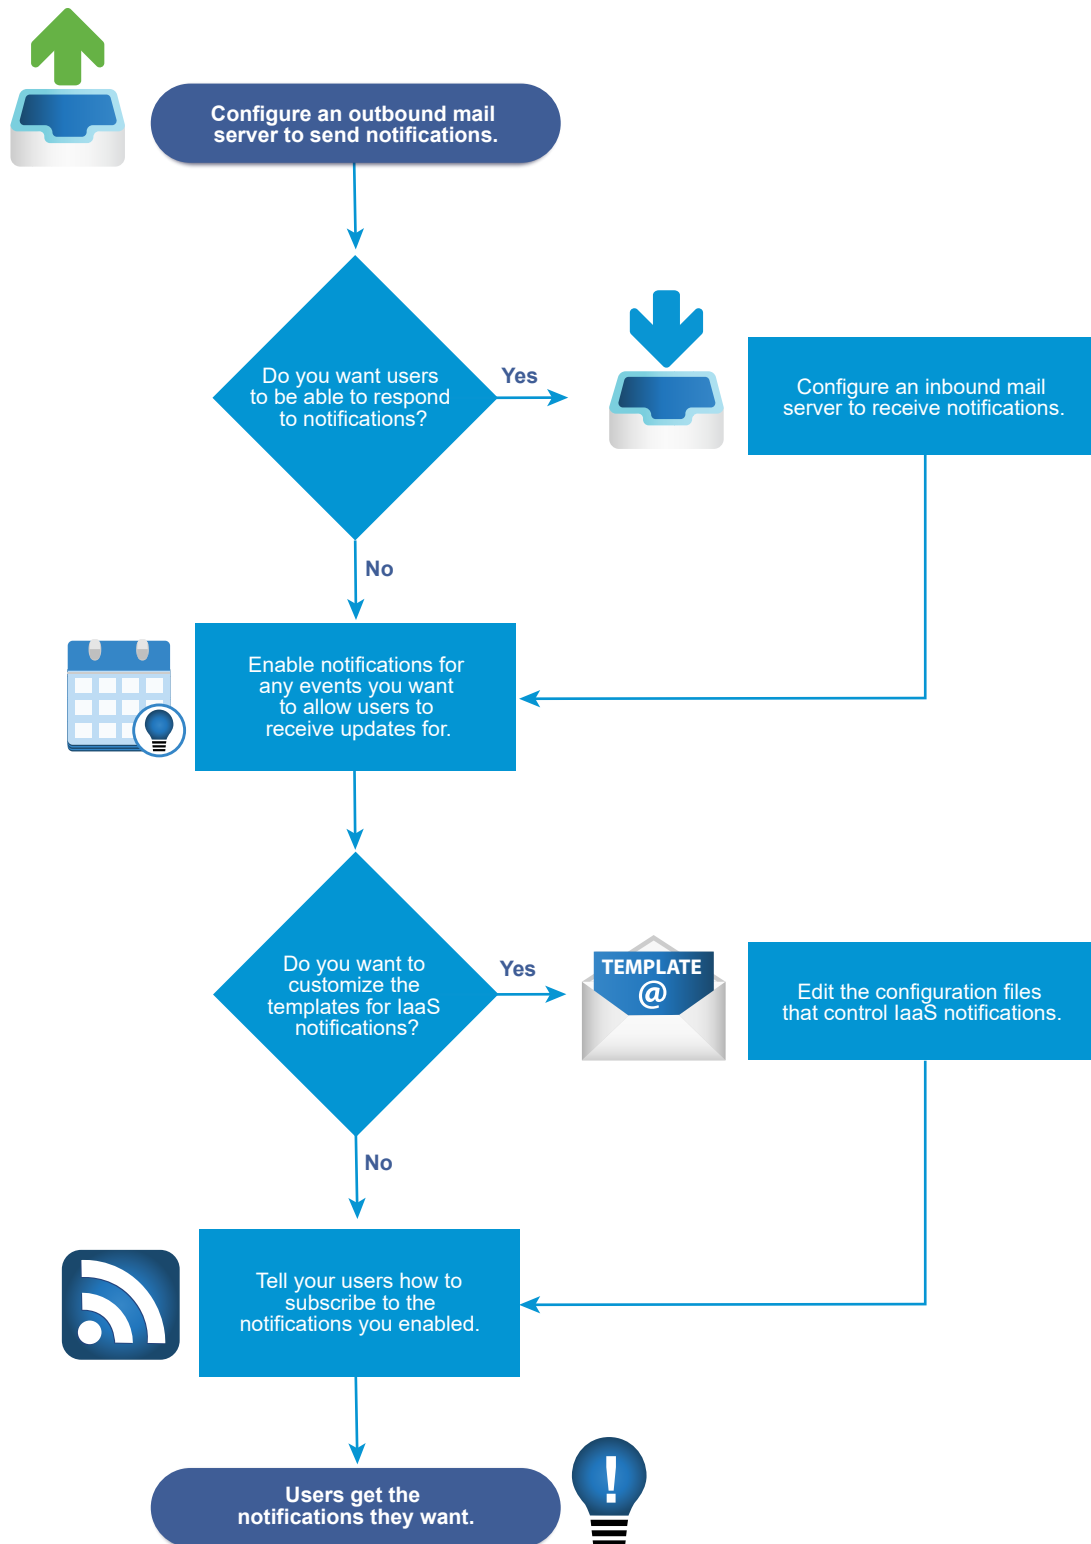 Configure an outbound mail
server to send notifications.
Do you want users
to be able to respond
to notifications?
Yes
Configure an inbound mail
server to receive notifications.
No
Enable notifications for
any events you want
to allow users to
receive updates for.
Do you want to
customize the
templates for IaaS
notifications?
Yes
TEMPLATE
@
Edit the configuration files
that control IaaS notifications.
No
Tell your users how to
subscribe to the
notifications you enabled.
Users get the
notifications they want.
!